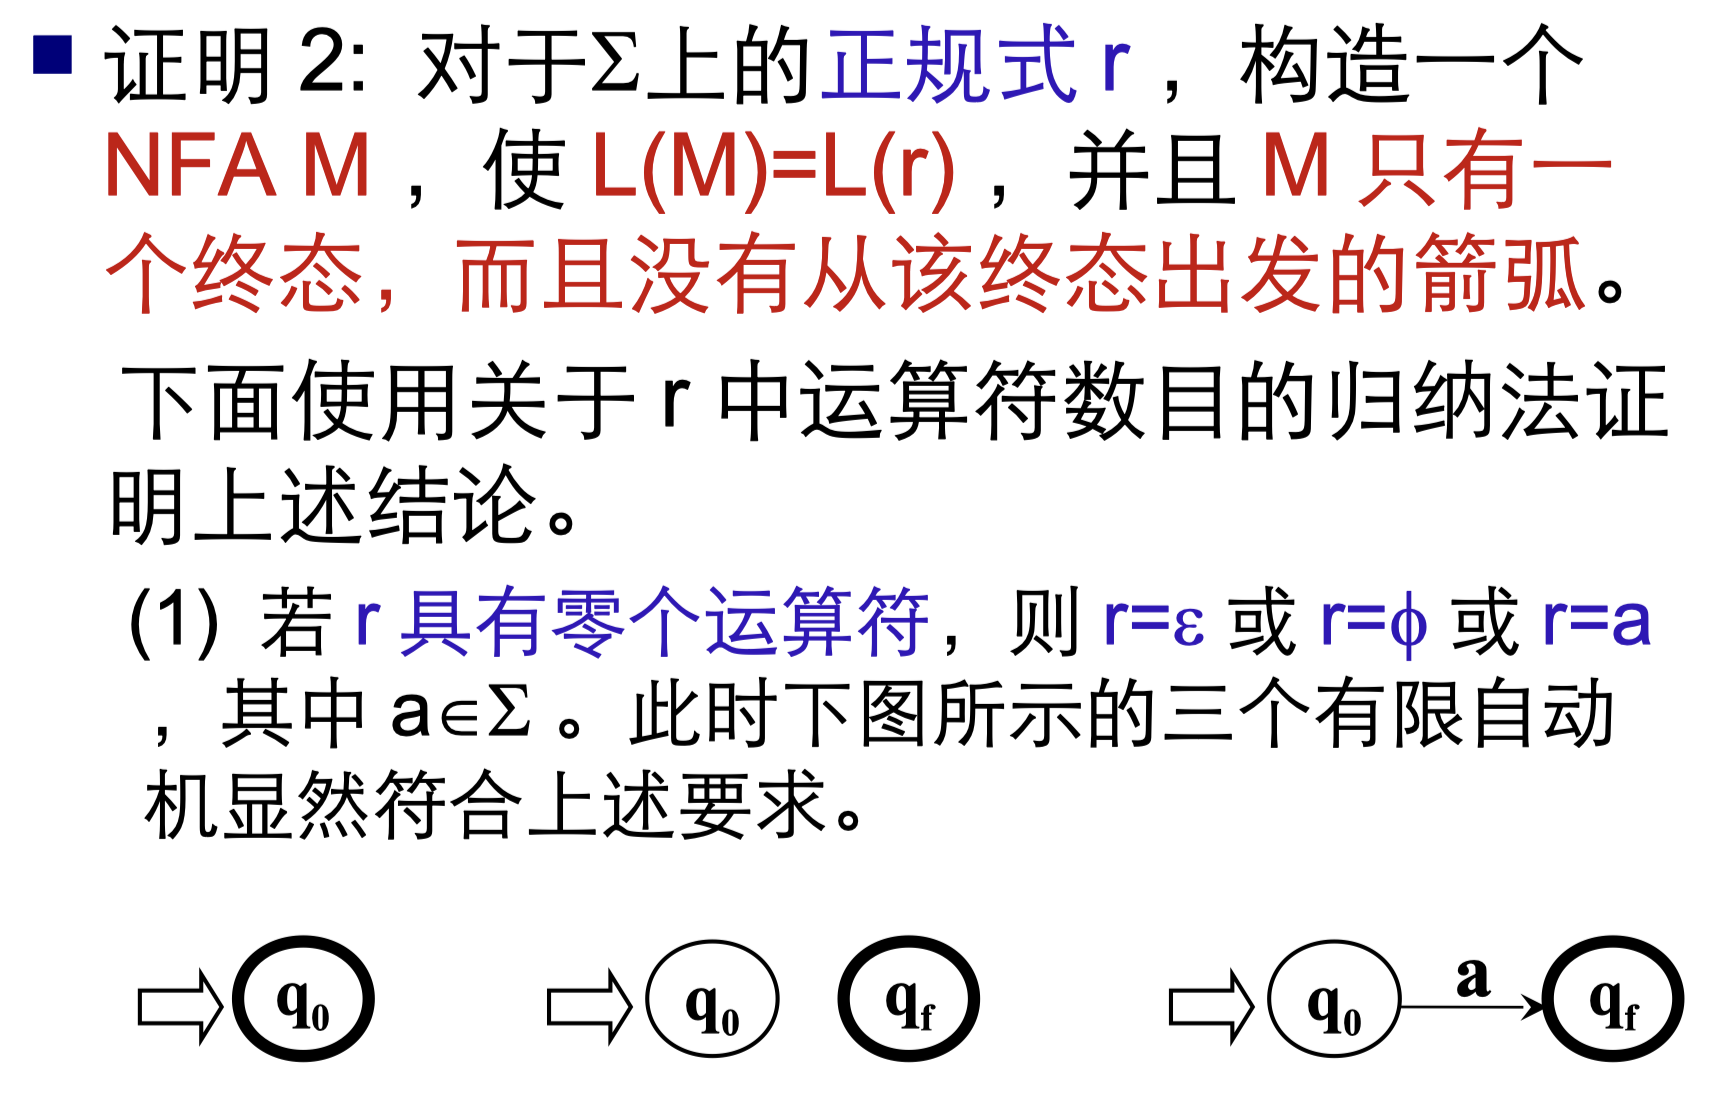 证明 2: 对于Σ上的正规式 r，构造一个
NFA M，使 L(M)=L(r)，并且 M 只有一
个终态，而且没有从该终态出发的箭弧。
下面使用关于 r 中运算符数目的归纳法证
明上述结论。
(1) 若 r 具有零个运算符，则 r=ε 或 r=ϕ 或 r=a
，其中 a∈Σ。此时下图所示的三个有限自动
机显然符合上述要求。
q0 q0 qf q0 a qf